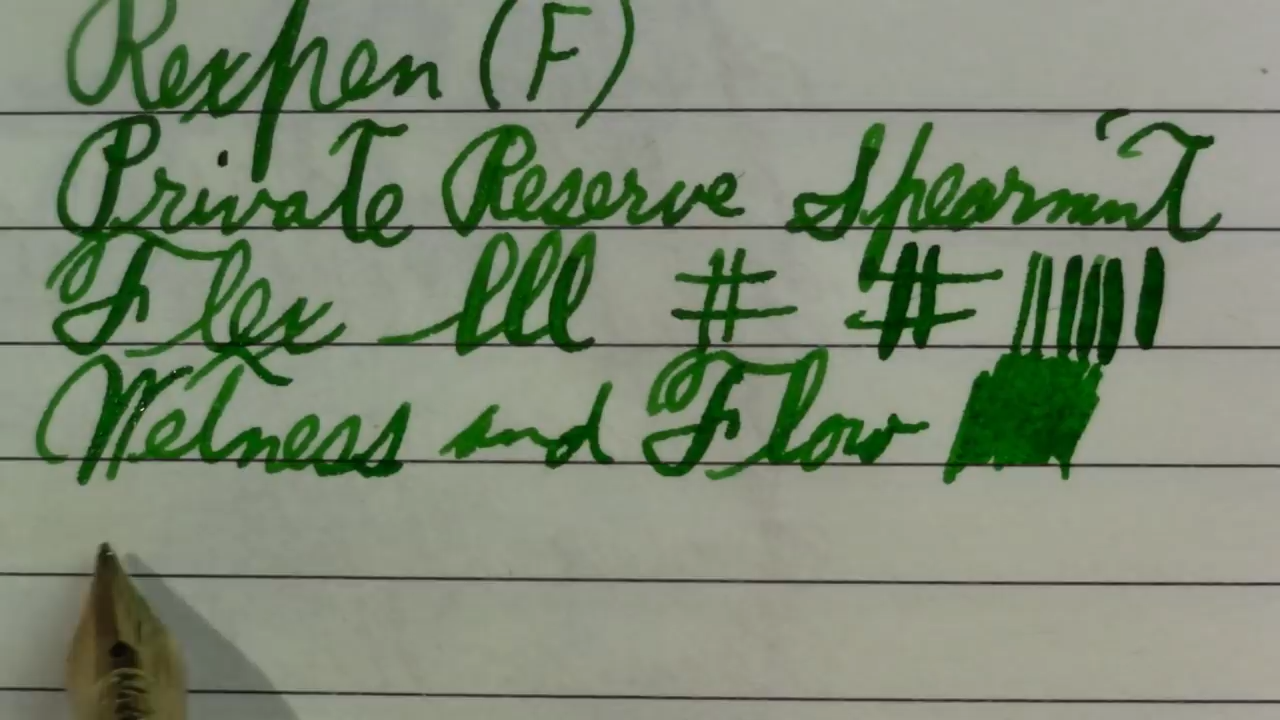 Rexpen (F)
Private Reserve Spearmint
Flex lll # #
Wetness and Flow